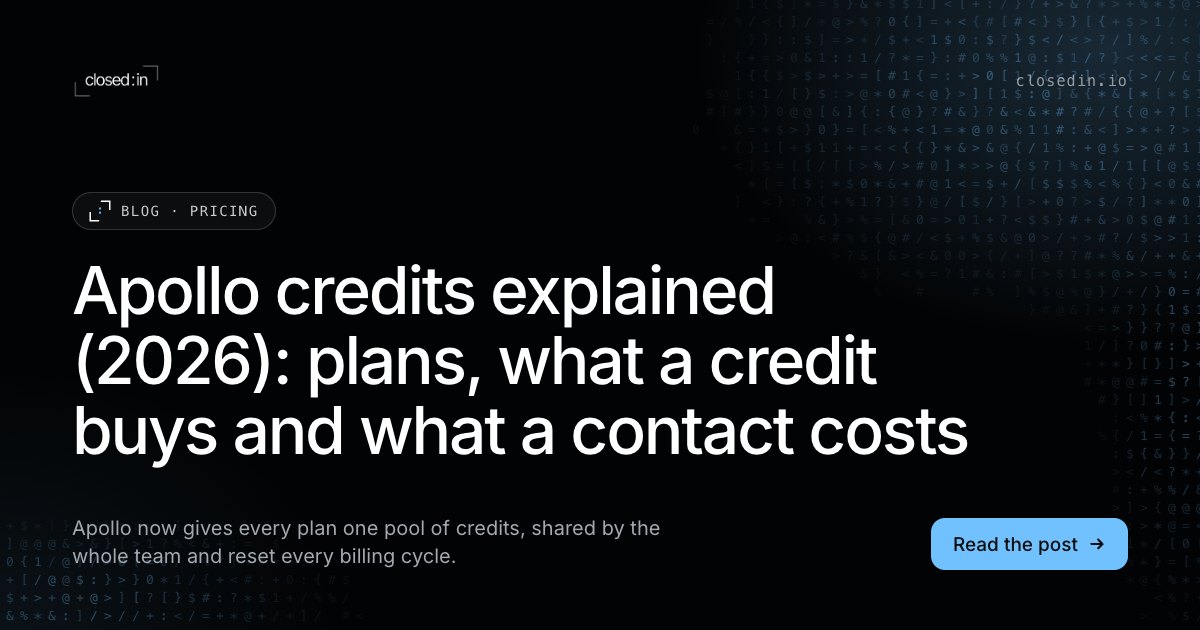 closed:in
closedin.io
BLOG · PRICING
Apollo credits explained
(2026): plans, what a credit
buys and what a contact costs
Apollo now gives every plan one pool of credits, shared by the
whole team and reset every billing cycle.
Read the post →